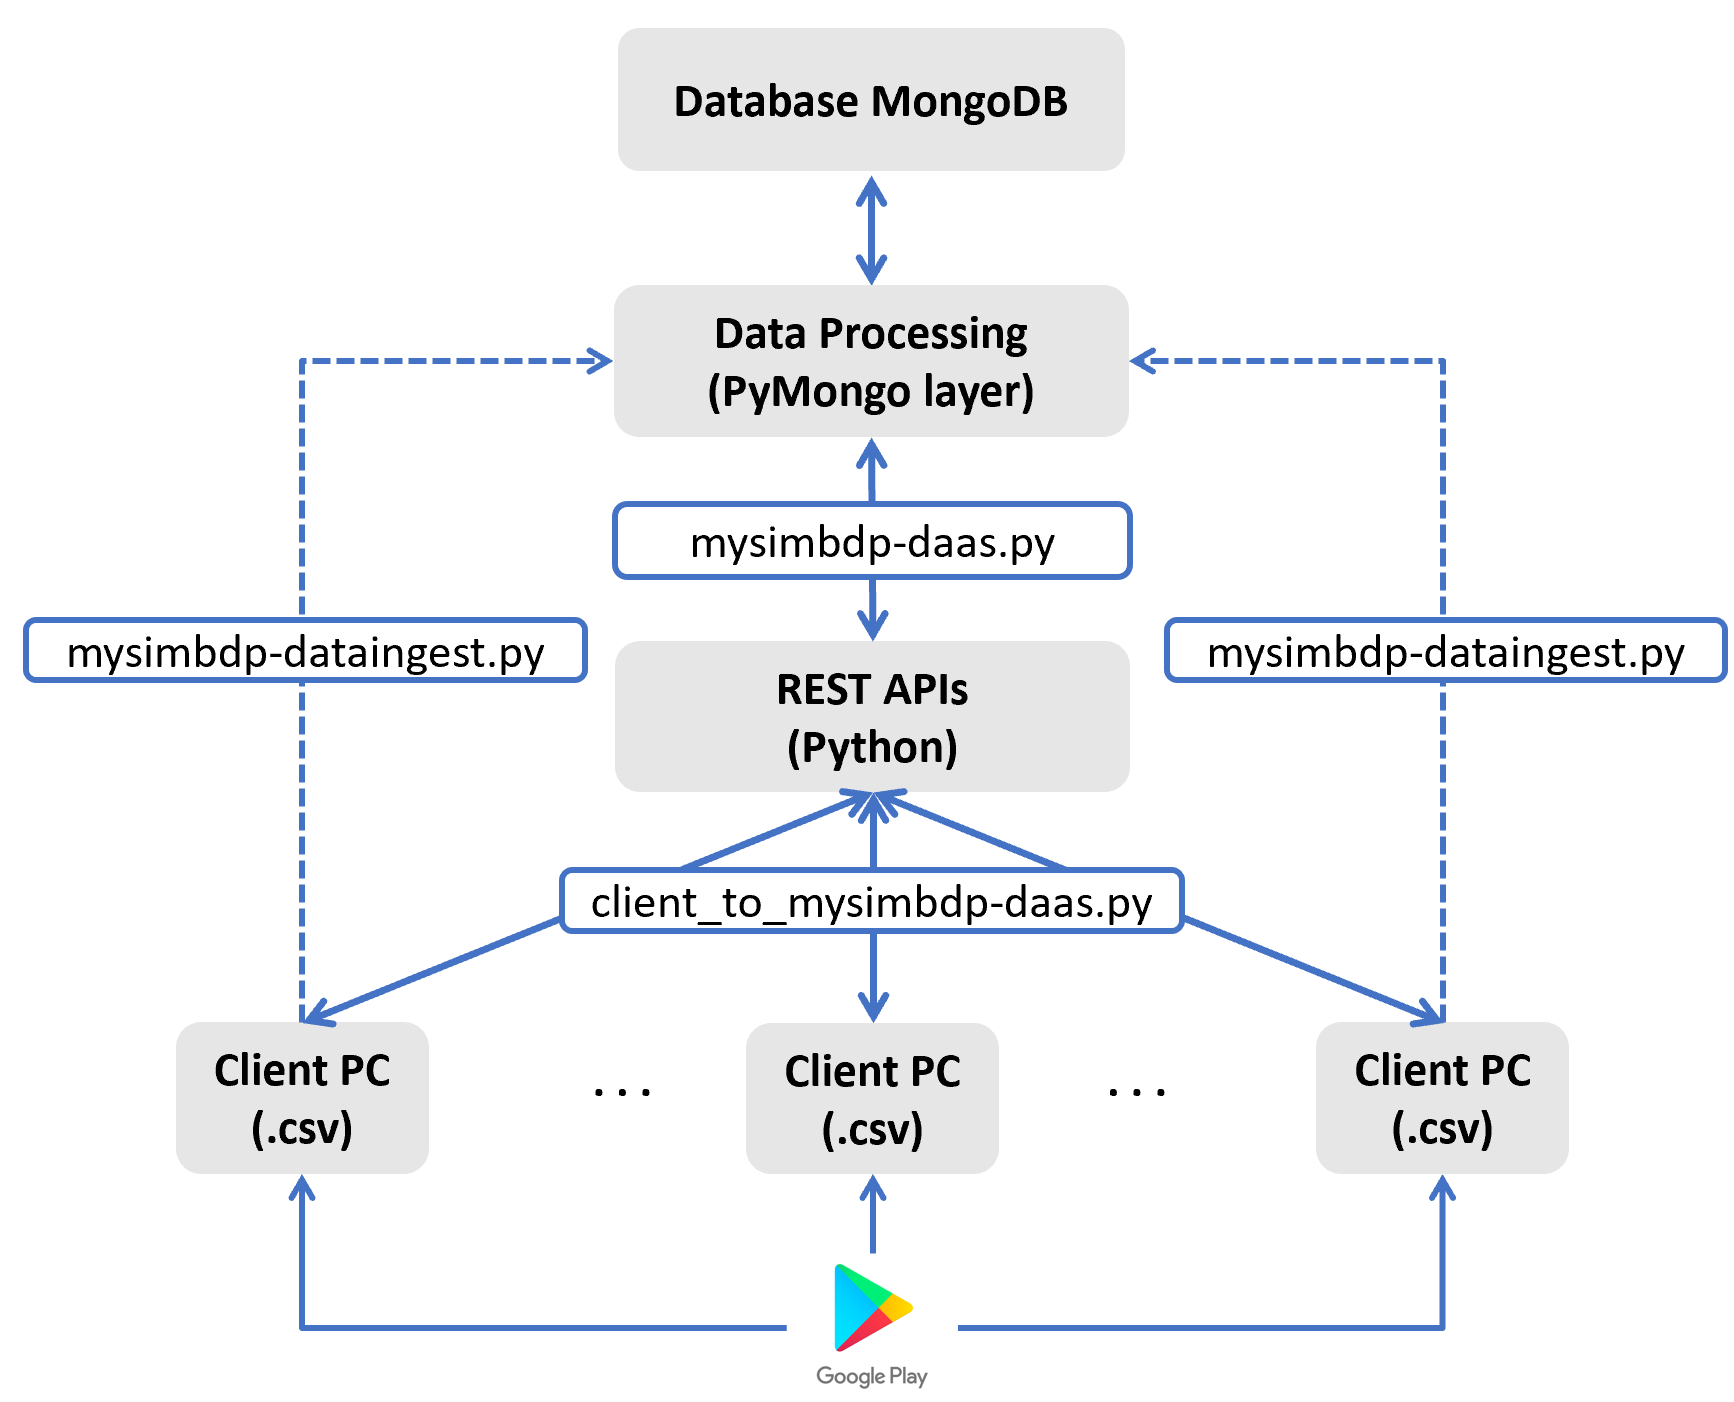 Database MongoDB
Data Processing
(PyMongo layer)
mysimbdp-daas.py
mysimbdp-dataingest.py
mysimbdp-dataingest.py
REST APIs
(Python)
client_to_mysimbdp-daas.py
Client PC
(.csv)
...
Client PC
(.csv)
...
Client PC
(.csv)
Google Play